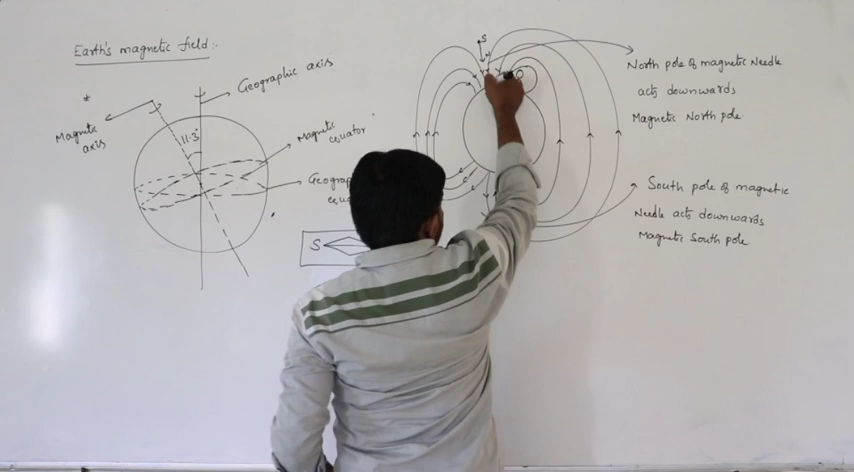 Earth's magnetic field:-
Geographic axis
*
Magnetic
axis
11.3°
Magnetic
equator
S
S
North pole of magnetic Needle
acts downwards
Magnetic North pole
South pole of magnetic
Needle acts downwards
Magnetic South pole